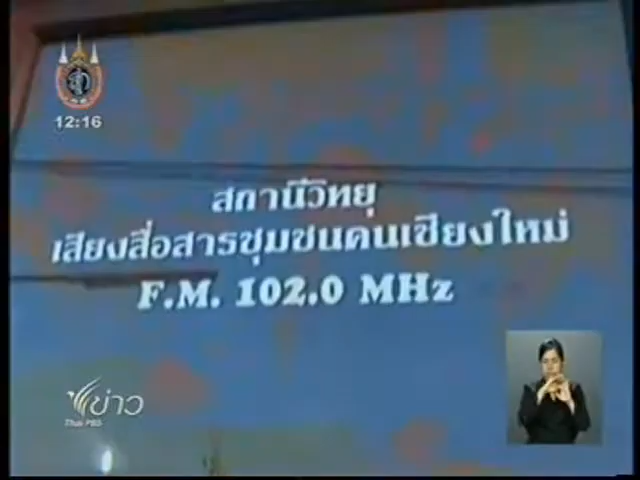 12:16
สถานีวิทยุ
เสียงสื่อสารชุมชนคนเชียงใหม่
F.M. 102.0 MHz
ข่าว
Thai PBS